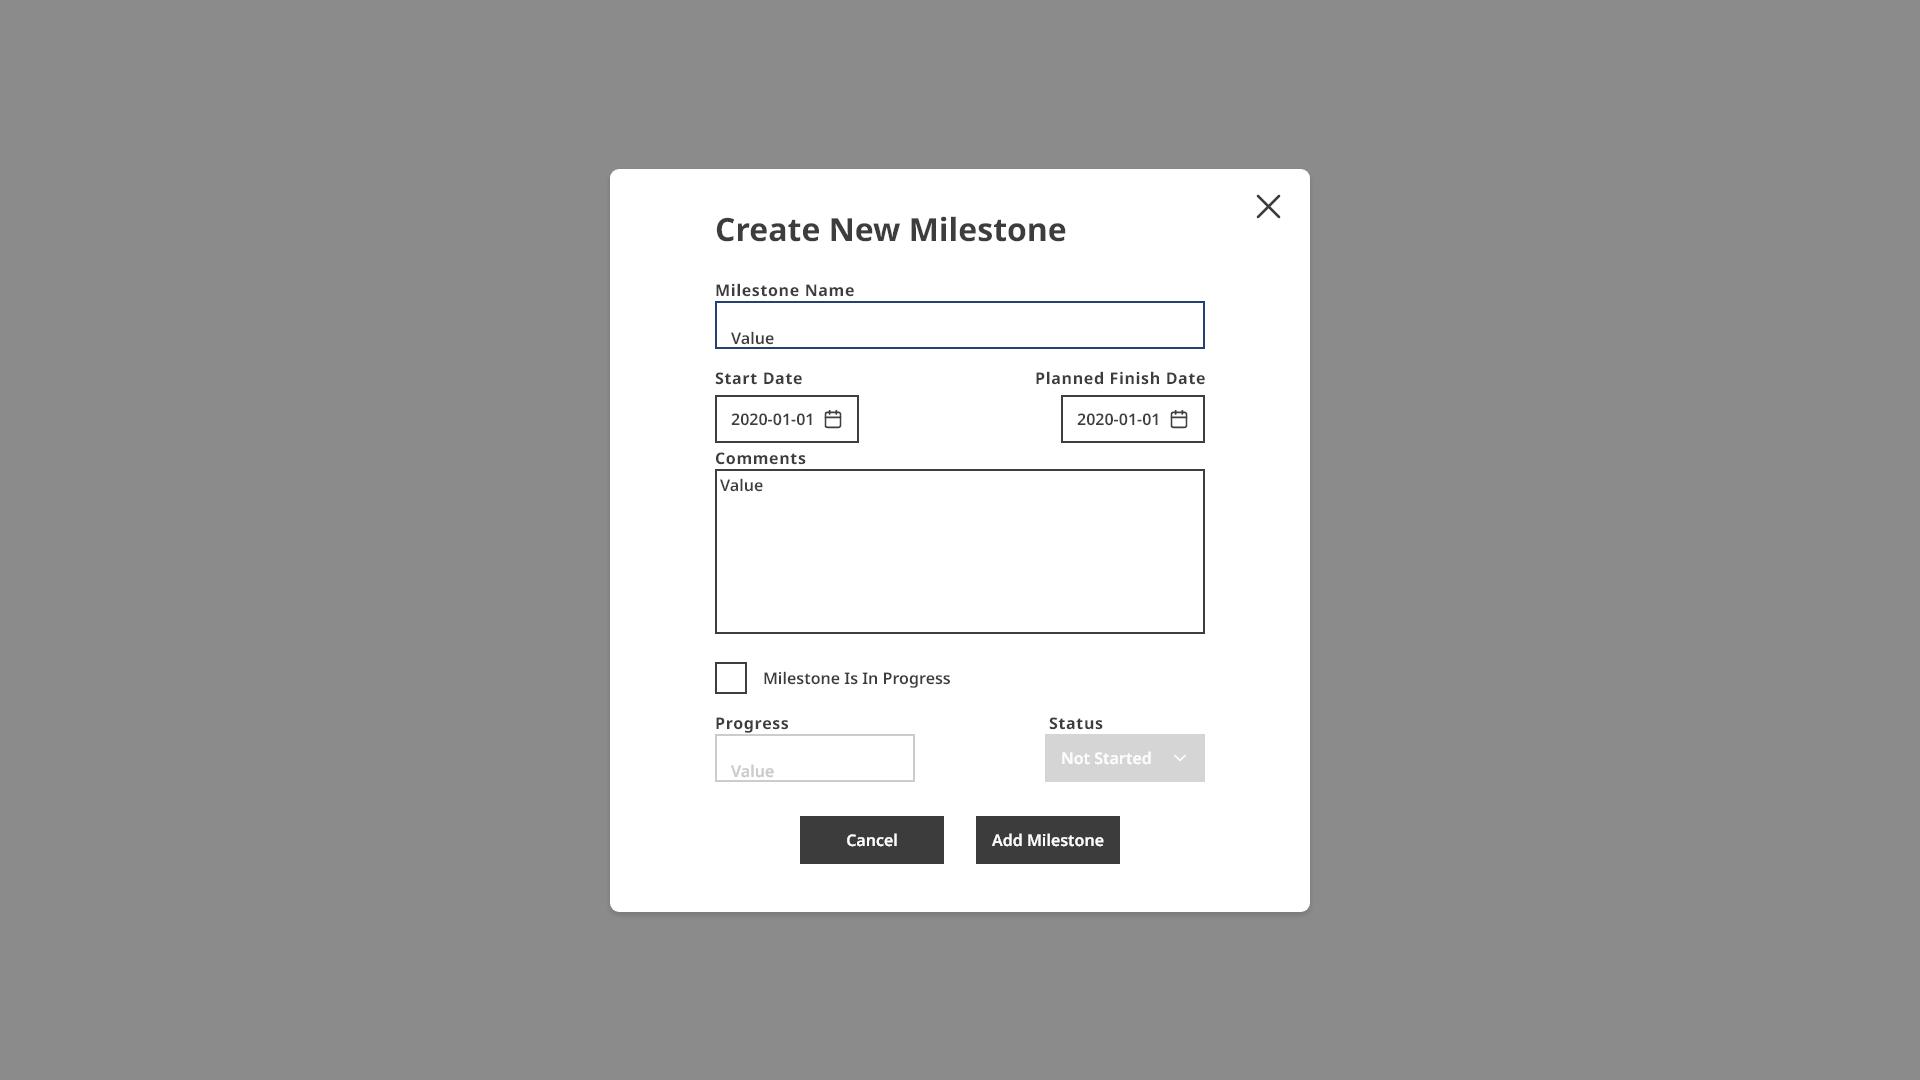 Create New Milestone
Milestone Name
Value
Start Date
Planned Finish Date
2020-01-01
2020-01-01
Comments
Value
Milestone Is In Progress
Progress
Status
Value
Not Started
Cancel
Add Milestone